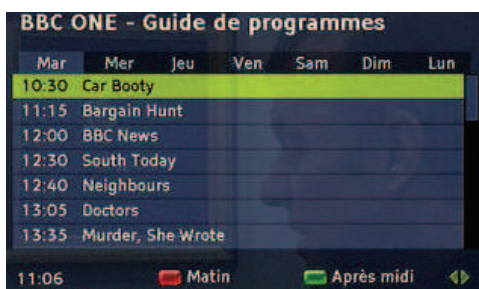 BBC ONE - Guide de programmes
Mar Mer Jeu Ven Sam Dim Lun
10:30 Car Booty
11:15 Bargain Hunt
12:00 BBC News
12:30 South Today
12:40 Neighbours
13:05 Doctors
13:35 Murder, She Wrote
11:06 Matin Après midi